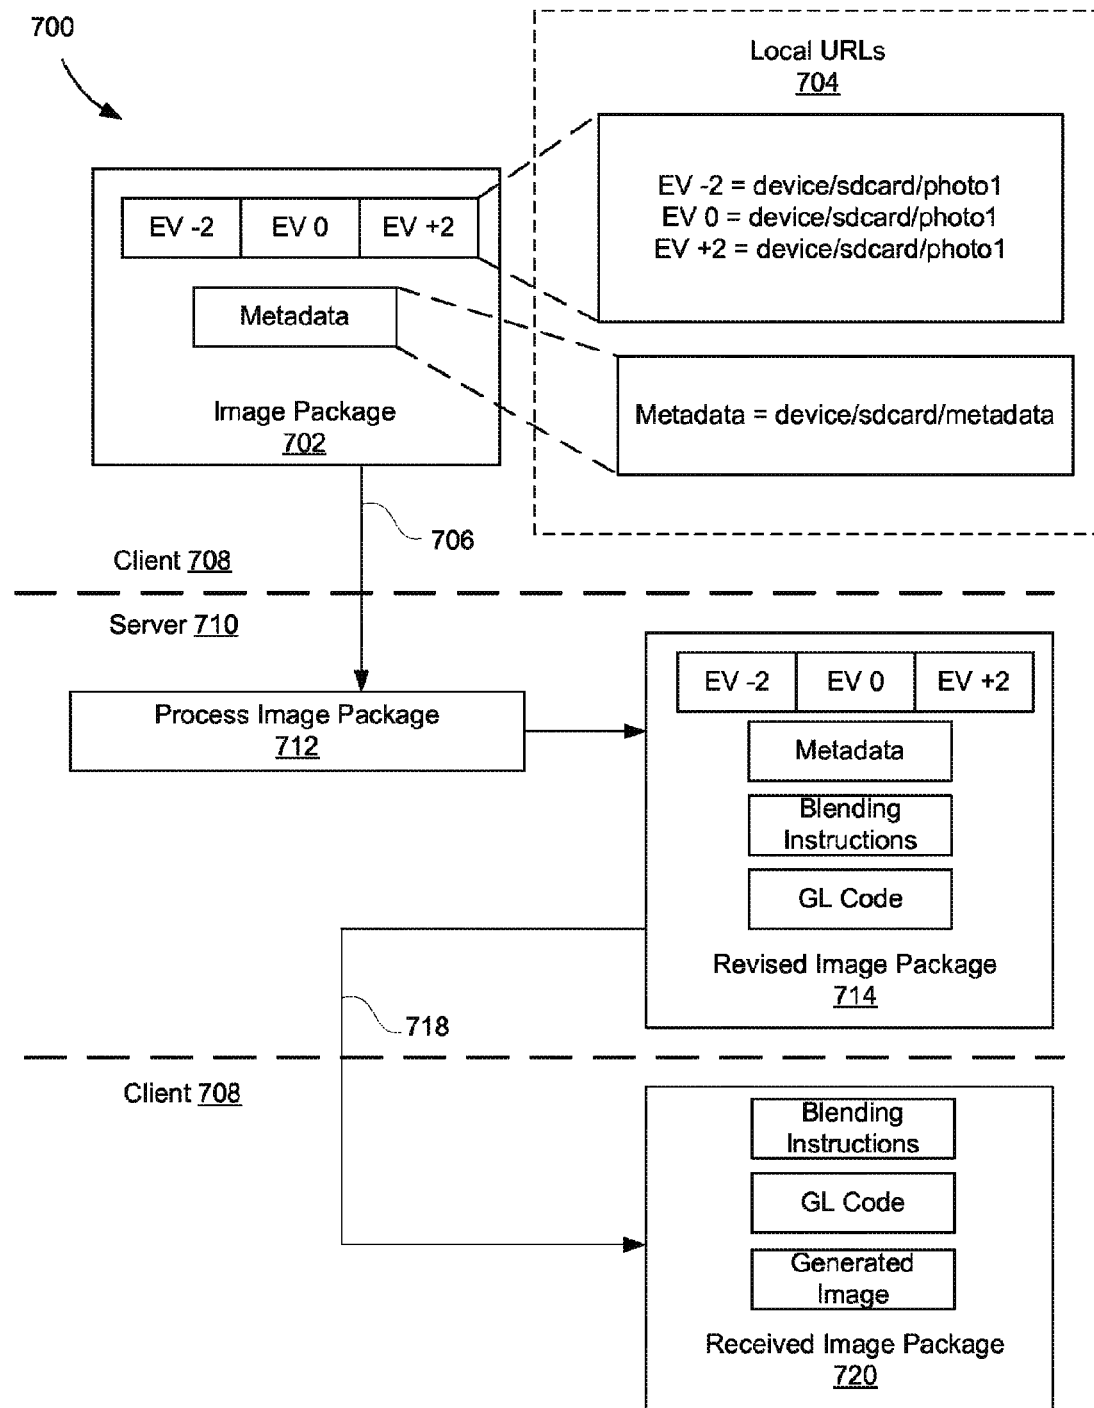 700
Local URLs
704
EV -2 = device/sdcard/photo1
EV 0 = device/sdcard/photo1
EV +2 = device/sdcard/photo1
EV -2 EV 0 EV +2
Metadata
Image Package
702
Metadata = device/sdcard/metadata
706
Client 708
Server 710
Process Image Package
712
EV -2 EV 0 EV +2
Metadata
Blending
Instructions
GL Code
Revised Image Package
714
718
Client 708
Blending
Instructions
GL Code
Generated
Image
Received Image Package
720